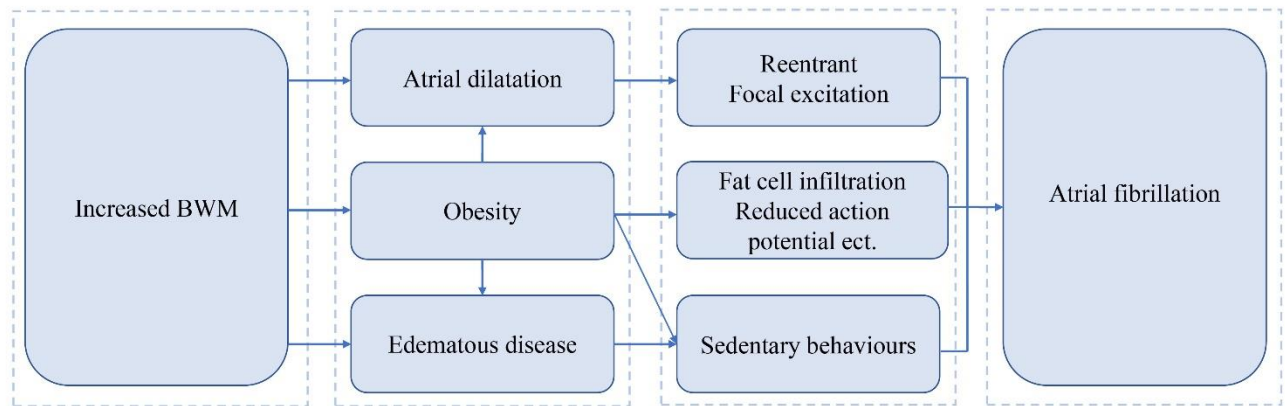 Increased BWM
Atrial dilatation
Obesity
Edematous disease
Reentrant
Focal excitation
Fat cell infiltration
Reduced action
potential ect.
Sedentary behaviours
Atrial fibrillation